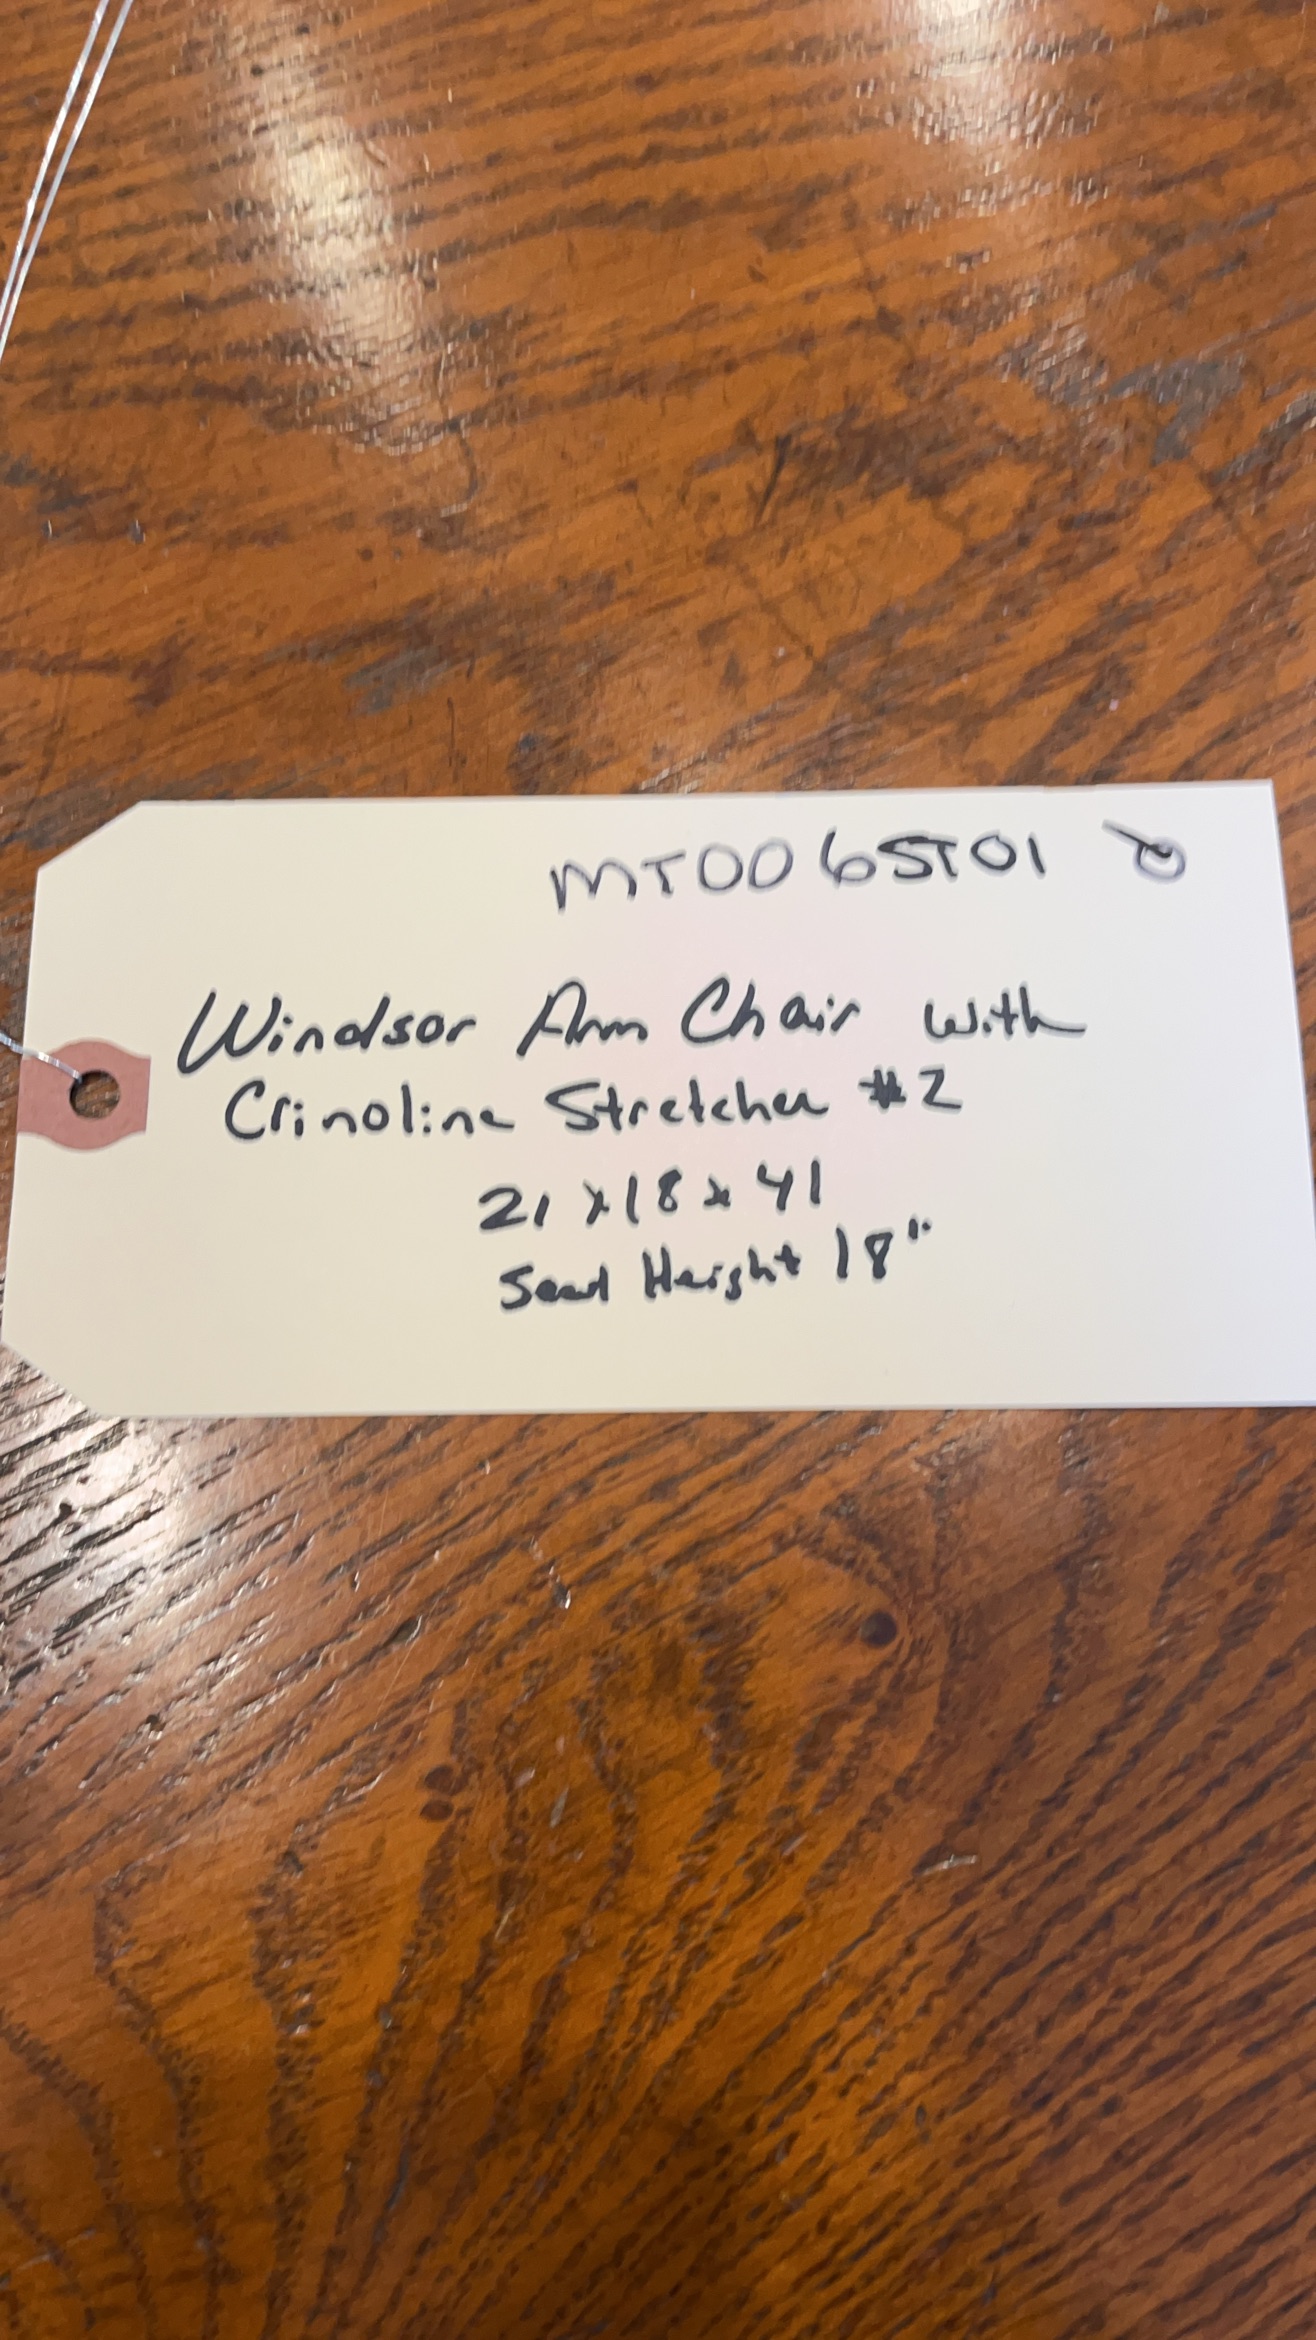 MT0065T01
Windsor Arm Chair with
Crinoline Stretcher #2
21 x 18 x 41
Seat Height 18"